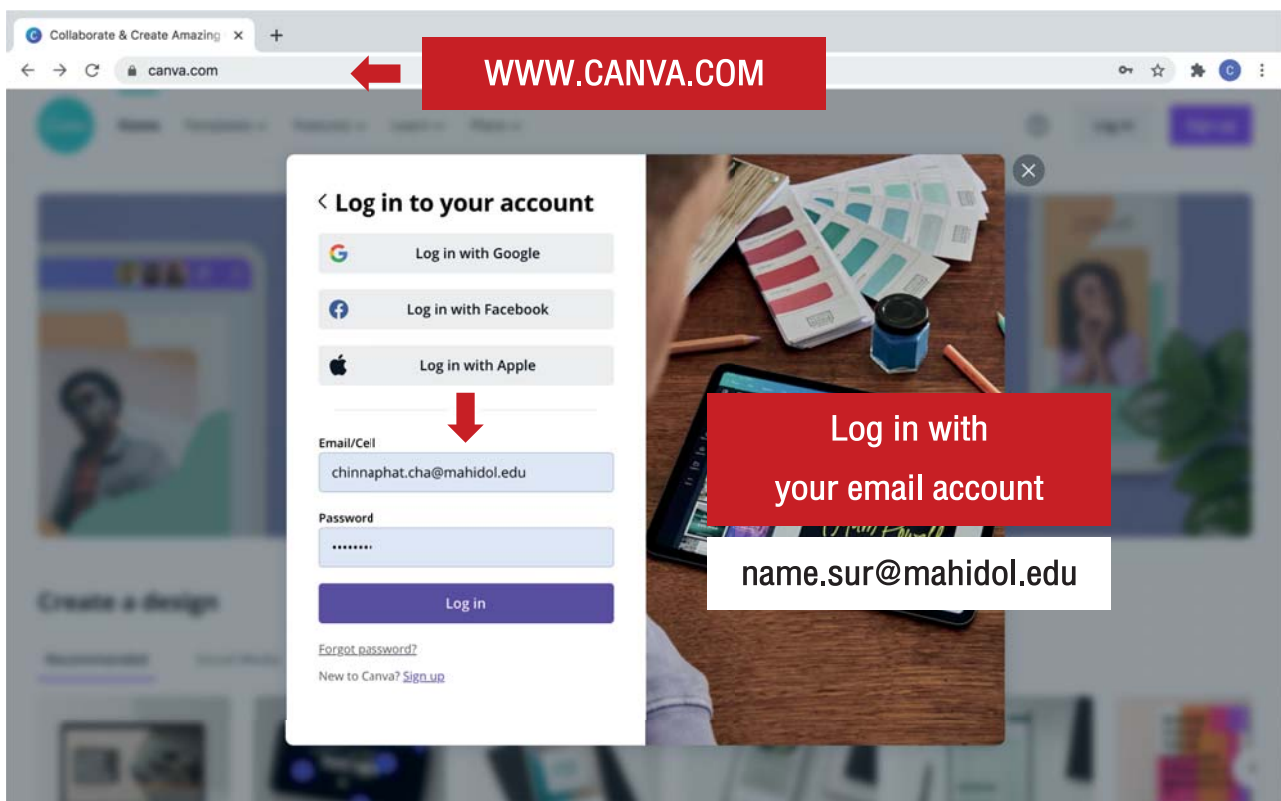 Collaborate & Create Amazing
canva.com
WWW.CANVA.COM
C
Log in to your account
Log in with Google
Log in with Facebook
Log in with Apple
Email/Cell
chinnaphat.cha@mahidol.edu
Password
Log in
Forgot password?
New to Canva? Sign up
Log in with
your email account
name.sur@mahidol.edu
Create a design